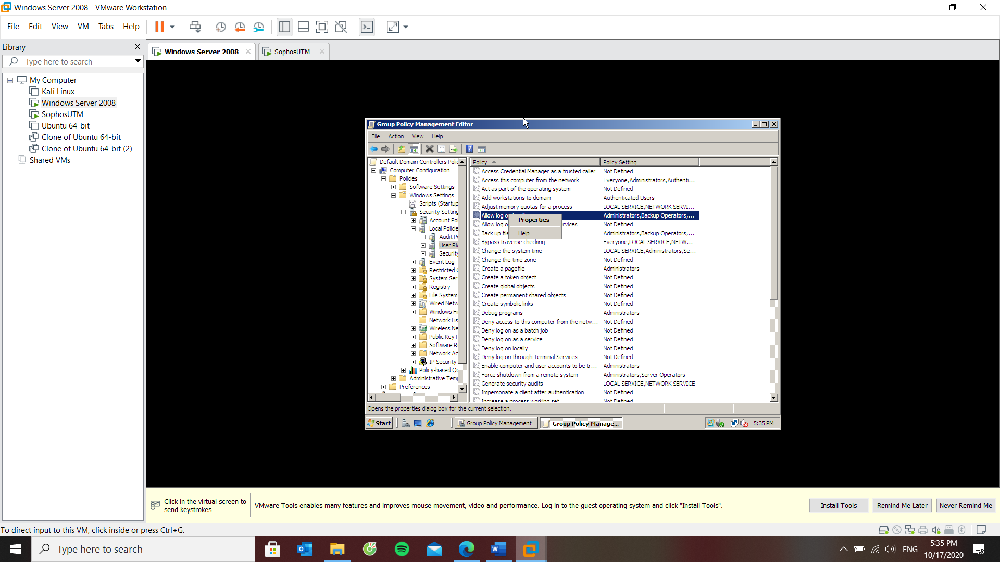 Windows Server 2008 - VMware Workstation
File Edit View VM Tabs Help
Library
Type here to search
My Computer
Kali Linux
Windows Server 2008
SophosUTM
Ubuntu 64-bit
Clone of Ubuntu 64-bit
Clone of Ubuntu 64-bit (2)
Shared VMs
Windows Server 2008
SophosUTM
Group Policy Management Editor
File Action View Help
Default Domain Controllers Polic
Computer Configuration
Policies
Software Settings
Windows Settings
Scripts (Startup
Security Setting
Account Pol
Local Policie
Audit Po
User Rig
Security
Event Log
Restricted G
System Ser
Registry
File System
Wired Netw
Windows Fir
Network Lis
Wireless Ne
Public Key P
Software Re
Network Ac
IP Security
Policy-based Qo
Administrative Temp
Preferences
Policy Policy Setting
Access Credential Manager as a trusted caller Not Defined
Access this computer from the network Everyone,Administrators,Authenti...
Act as part of the operating system Not Defined
Add workstations to domain Authenticated Users
Adjust memory quotas for a process LOCAL SERVICE,NETWORK SERVI...
Allow log o Administrators,Backup Operators,...
Allow log o ervices Not Defined
Back up file Administrators,Backup Operators,...
Properties
Help
Bypass traverse checking Everyone,LOCAL SERVICE,NETW...
Change the system time LOCAL SERVICE,Administrators,Se...
Change the time zone Not Defined
Create a pagefile Administrators
Create a token object Not Defined
Create global objects Not Defined
Create permanent shared objects Not Defined
Create symbolic links Not Defined
Debug programs Administrators
Deny access to this computer from the netw... Not Defined
Deny log on as a batch job Not Defined
Deny log on as a service Not Defined
Deny log on locally Not Defined
Deny log on through Terminal Services Not Defined
Enable computer and user accounts to be tr... Administrators
Force shutdown from a remote system Administrators,Server Operators
Generate security audits LOCAL SERVICE,NETWORK SERVICE
Impersonate a client after authentication Not Defined
Increase a process working set Not Defined
Opens the properties dialog box for the current selection.
Start Group Policy Management Group Policy Manage... 5:35 PM
Click in the virtual screen to
send keystrokes
VMware Tools enables many features and improves mouse movement, video and performance. Log in to the guest operating system and click "Install Tools".
Install Tools Remind Me Later Never Remind Me
To direct input to this VM, click inside or press Ctrl+G.
Type here to search
ENG
5:35 PM
10/17/2020